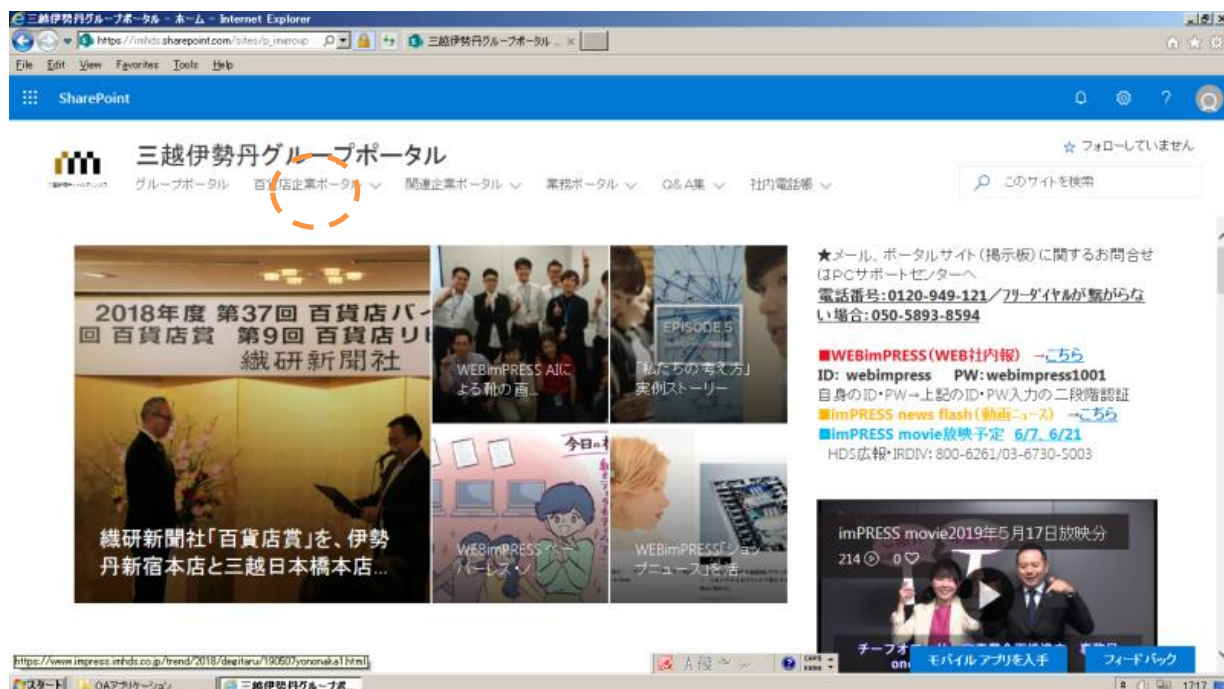 三越伊勢丹グループポータル - ホーム - Internet Explorer
三越伊勢丹グループポータル
File Edit View Favorites Tools Help
SharePoint
三越伊勢丹グループポータル
☆ フォローしていません
グループポータル 百貨店企業ポータル 関連企業ポータル 業務ポータル Q&A集 社内電話帳
このサイトを検索
2018年度 第37回 百貨店バ
回 百貨店賞 第9回 百貨店リ
繊研新聞社
繊研新聞社「百貨店賞」を、伊勢
丹新宿本店と三越日本橋本店...
WEBimPRESS AIに
よる靴の画...
EPISODE 5
「私たちの考え方」
実例ストーリー
今日の
WEBimPRESS ペー
パーレス・ソ
WEBimPRESS「ショッ
プニュース」を活
★メール、ポータルサイト(掲示板)に関するお問合せ
はPCサポートセンターへ
電話番号:0120-949-121/フリーダイヤルが繋がらな
い場合:050-5893-8594
■WEBimPRESS(WEB社内報) →こちら
ID: webimpress PW:webimpress1001
自身のID・PW→上記のID・PW入力の二段階認証
■imPRESS news flash(動画ニュース) →こちら
■imPRESS movie放映予定 6/7、6/21
HDS広報・IRDIV: 800-6261/03-6730-5003
imPRESS movie2019年5月17日放映分
214 0
モバイル アプリを入手
フィードバック
https://www.impress.imhds.co.jp/trend/2018/degitaru/190507yononaka1.html
A 般
CAPS
KANA
スタート OAアプリケーション 三越伊勢丹グループポ...
17:17